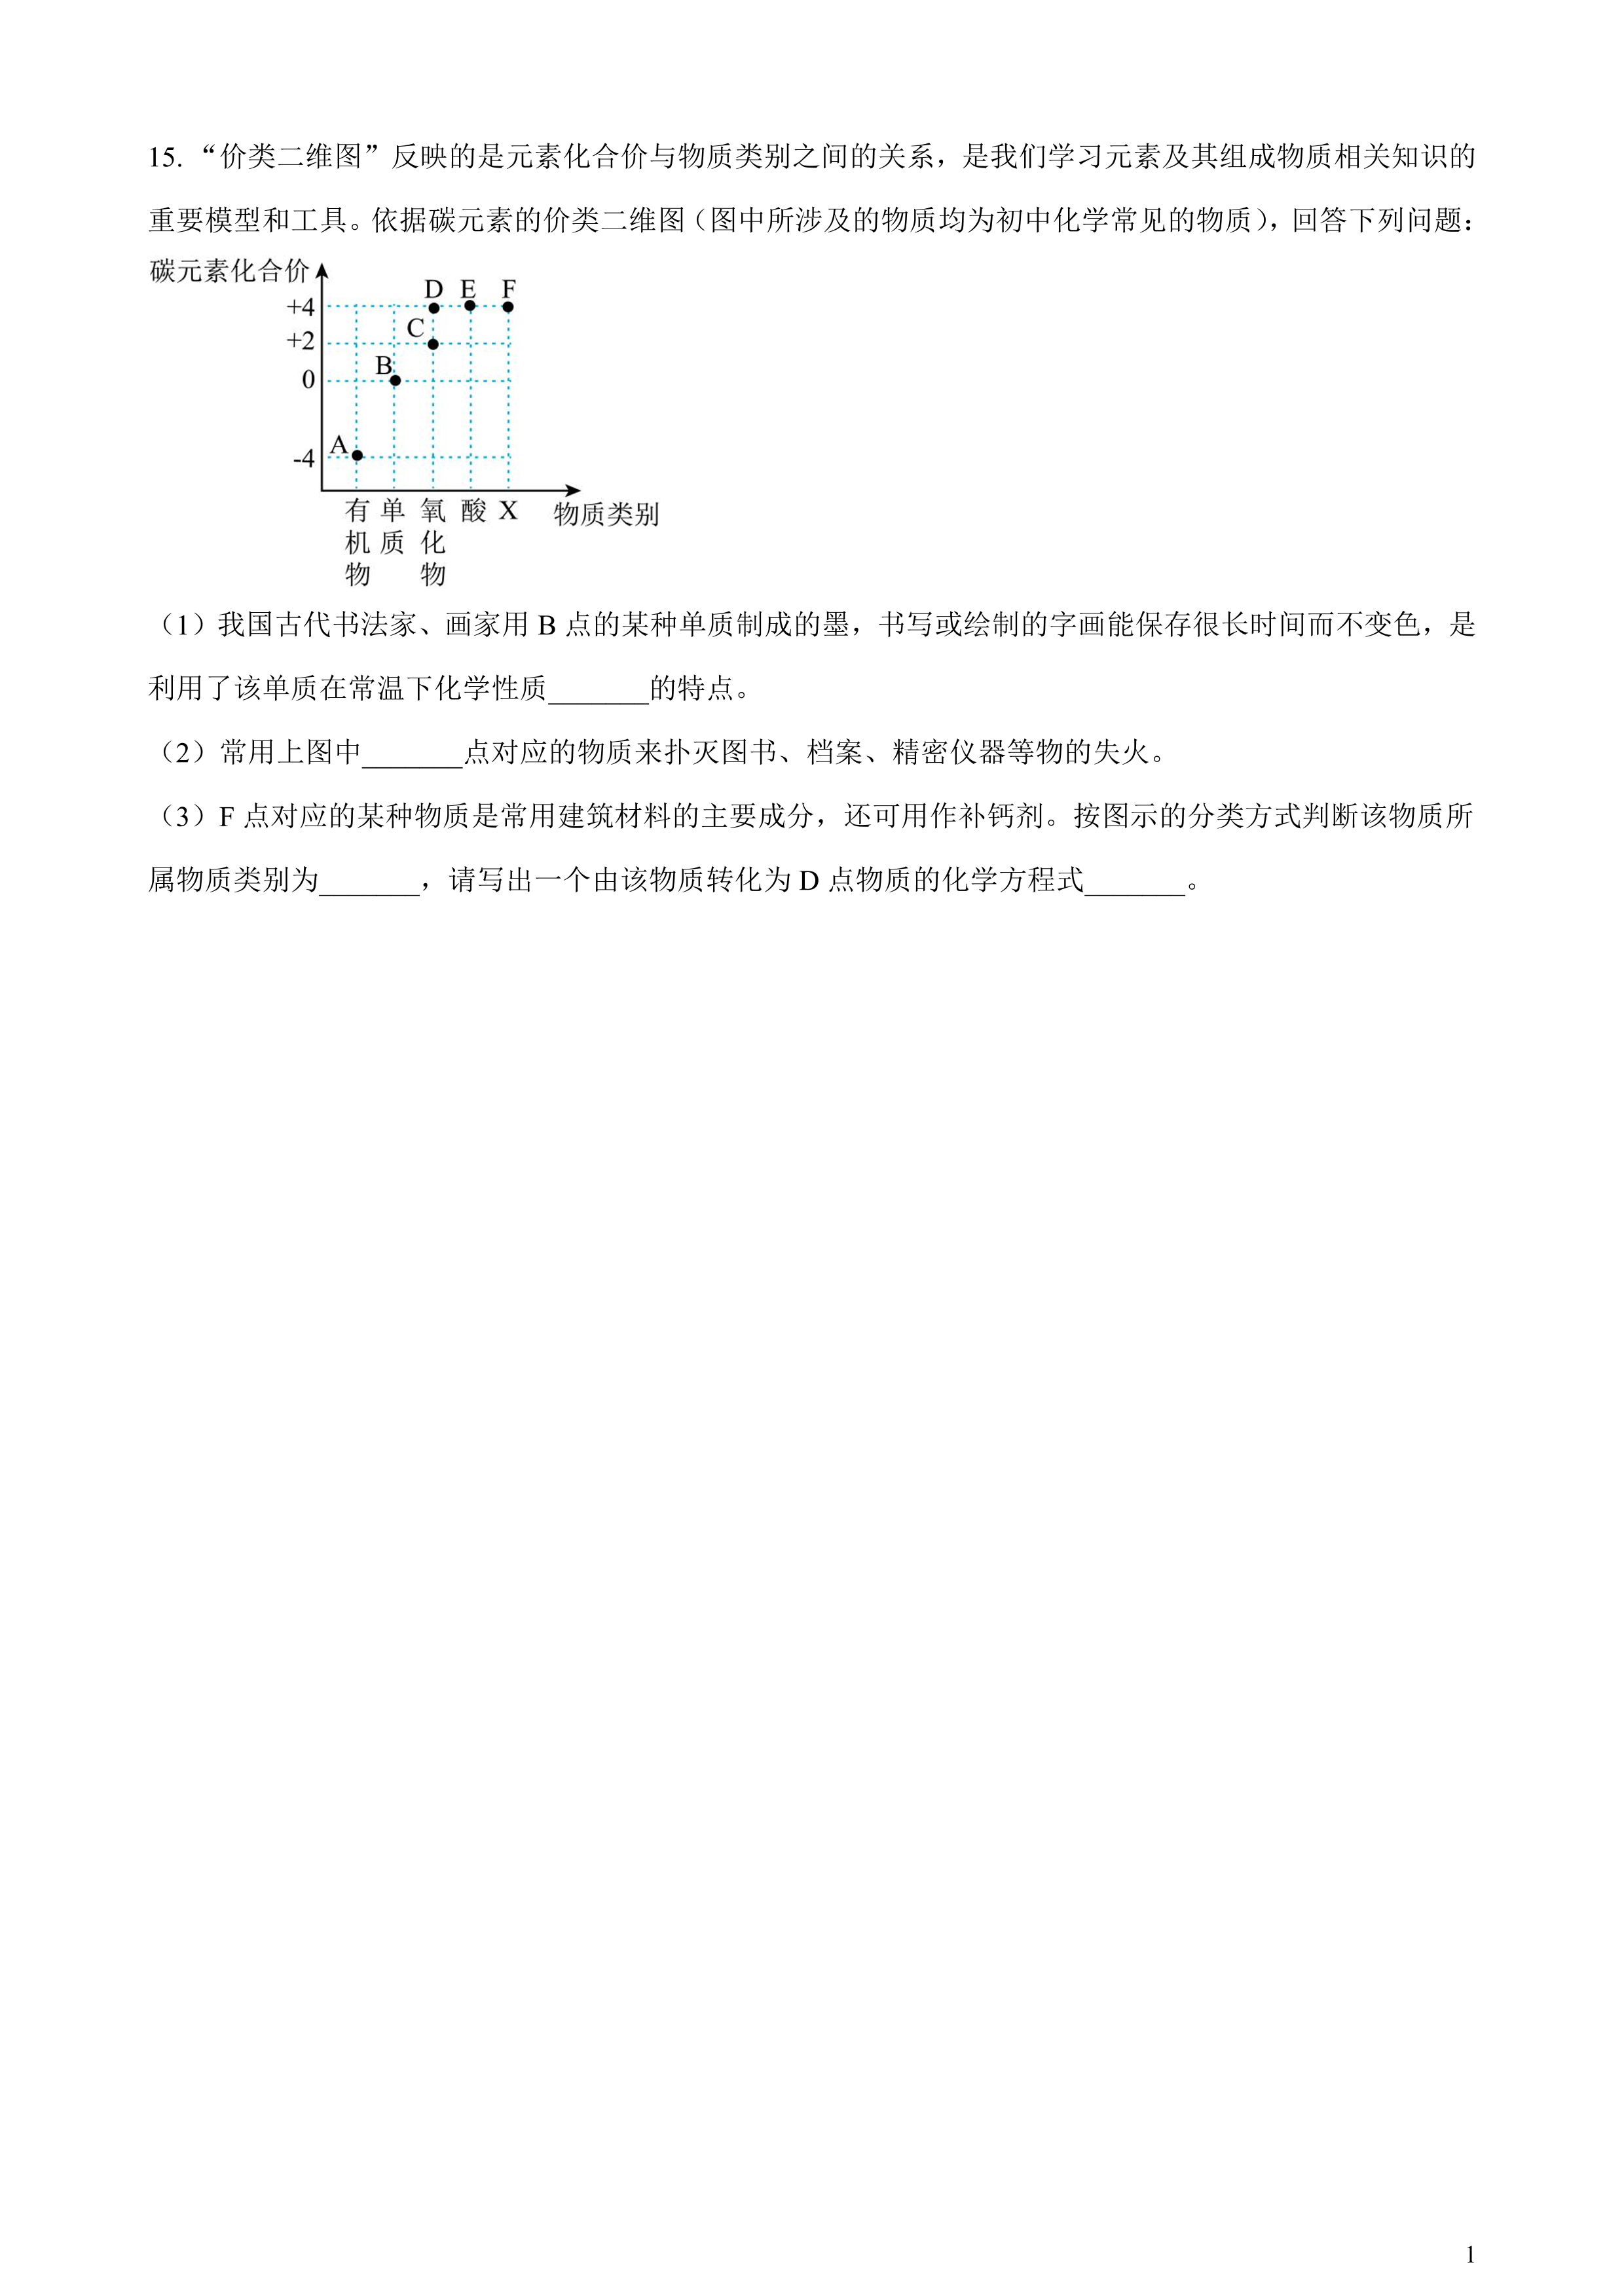 15. “价类二维图”反映的是元素化合价与物质类别之间的关系，是我们学习元素及其组成物质相关知识的
重要模型和工具。依据碳元素的价类二维图（图中所涉及的物质均为初中化学常见的物质），回答下列问题：
碳元素化合价
D E F
+4
C
+2
B
0
A
-4
有机物 单质 氧化物 酸 X 物质类别
（1）我国古代书法家、画家用 B 点的某种单质制成的墨，书写或绘制的字画能保存很长时间而不变色，是
利用了该单质在常温下化学性质_______的特点。
（2）常用上图中_______点对应的物质来扑灭图书、档案、精密仪器等物的失火。
（3）F 点对应的某种物质是常用建筑材料的主要成分，还可用作补钙剂。按图示的分类方式判断该物质所
属物质类别为_______，请写出一个由该物质转化为 D 点物质的化学方程式_______。
1